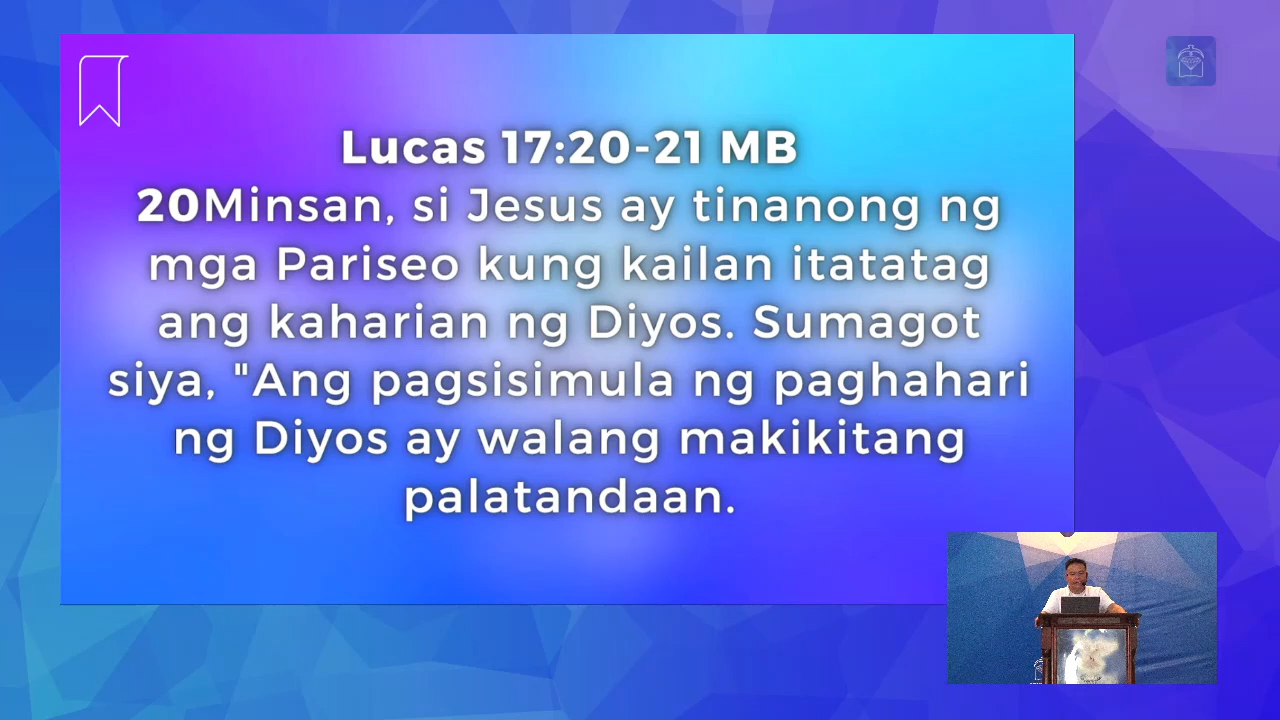 Lucas 17:20-21 MB
20Minsan, si Jesus ay tinanong ng
mga Pariseo kung kailan itatatag
ang kaharian ng Diyos. Sumagot
siya, "Ang pagsisimula ng paghahari
ng Diyos ay walang makikitang
palatandaan.